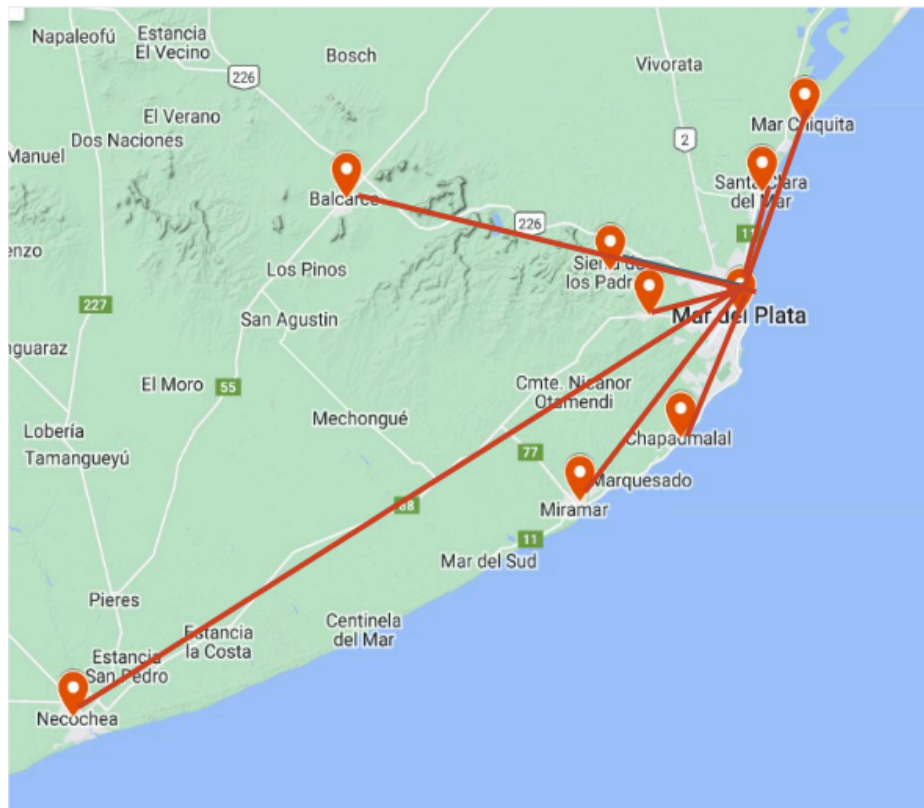 Napaleofú
Estancia
El Vecino
Bosch
226
Vivorata
El Verano
Mar Chiquita
Dos Naciones
2
Manuel
Santa Clara
del Mar
Balcarce
226
11
enzo
Sierra de
los Padr
Los Pinos
227
San Agustin
Mar del Plata
nguaraz
El Moro
55
Cmte. Nicanor
Otamendi
Mechongué
Lobería
Chapadmalal
Tamangueyú
77
Marquesado
88
Miramar
11
Mar del Sud
Pieres
Centinela
del Mar
Estancia
la Costa
Estancia
San Pedro
Necochea